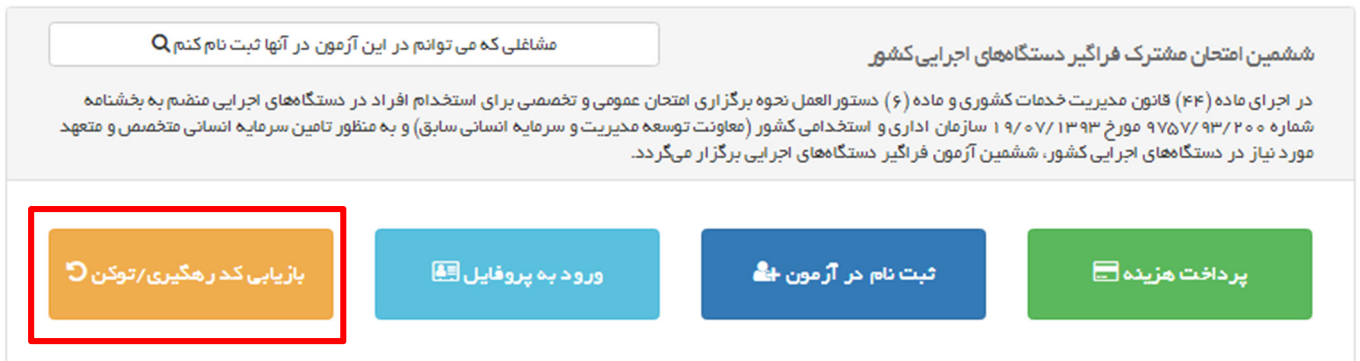 ششمین امتحان مشترک فراگیر دستگاه‌های اجرایی کشور
مشاغلی که می توانم در این آزمون در آنها ثبت نام کنم
در اجرای ماده (۴۴) قانون مدیریت خدمات کشوری و ماده (۶) دستورالعمل نحوه برگزاری امتحان عمومی و تخصصی برای استخدام افراد در دستگاه‌های اجرایی منضم به بخشنامه
شماره ۹۷۵۷/۹۳/۲۰۰ مورخ ۱۹/۰۷/۱۳۹۳ سازمان اداری و استخدامی کشور (معاونت توسعه مدیریت و سرمایه انسانی سابق) و به منظور تامین سرمایه انسانی متخصص و متعهد
مورد نیاز در دستگاه‌های اجرایی کشور، ششمین آزمون فراگیر دستگاه‌های اجرایی برگزار می‌گردد.
پرداخت هزینه
ثبت نام در آزمون
ورود به پروفایل
بازیابی کد رهگیری/توکن